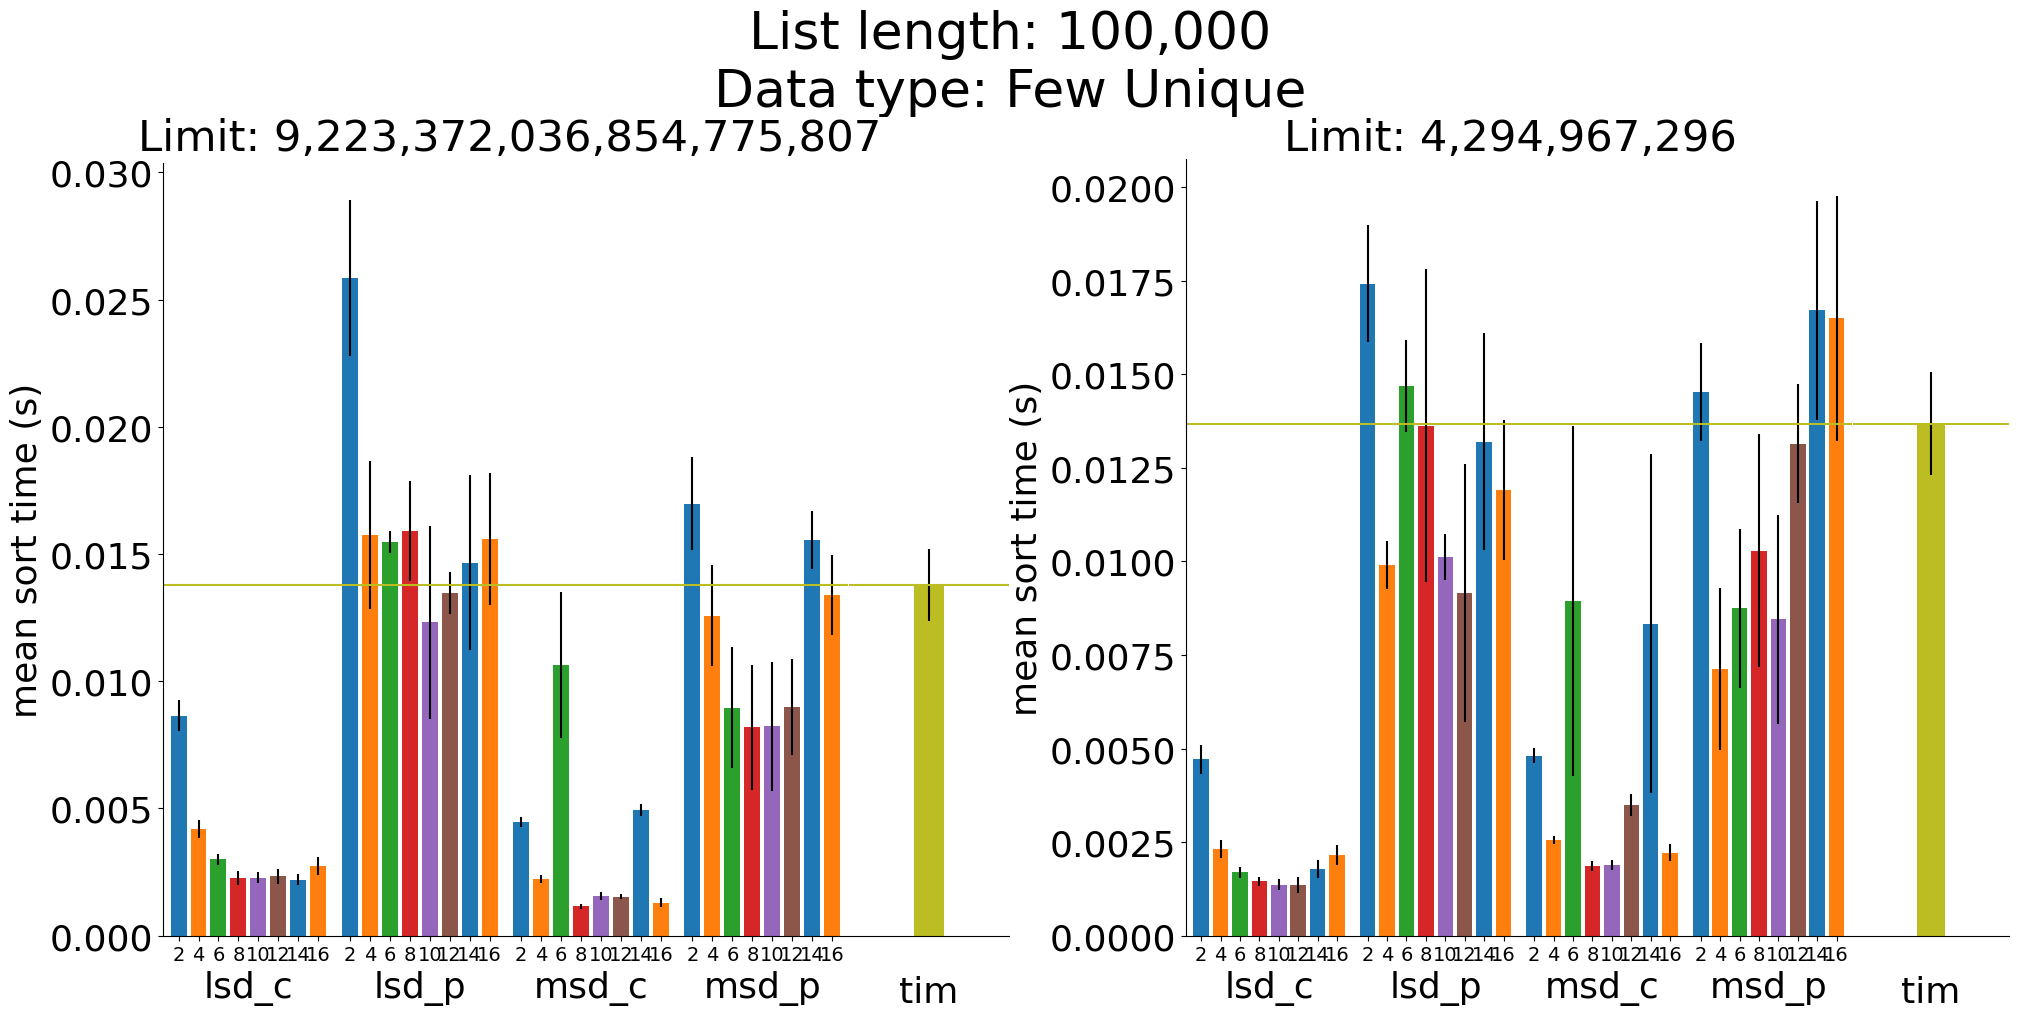 List length: 100,000
Data type: Few Unique
Limit: 9,223,372,036,854,775,807
mean sort time (s)
0.030
0.025
0.020
0.015
0.010
0.005
0.000
2 4 6 8 10 12 14 16 2 4 6 8 10 12 14 16 2 4 6 8 10 12 14 16 2 4 6 8 10 12 14 16
lsd_c lsd_p msd_c msd_p tim
Limit: 4,294,967,296
mean sort time (s)
0.0200
0.0175
0.0150
0.0125
0.0100
0.0075
0.0050
0.0025
0.0000
2 4 6 8 10 12 14 16 2 4 6 8 10 12 14 16 2 4 6 8 10 12 14 16 2 4 6 8 10 12 14 16
lsd_c lsd_p msd_c msd_p tim